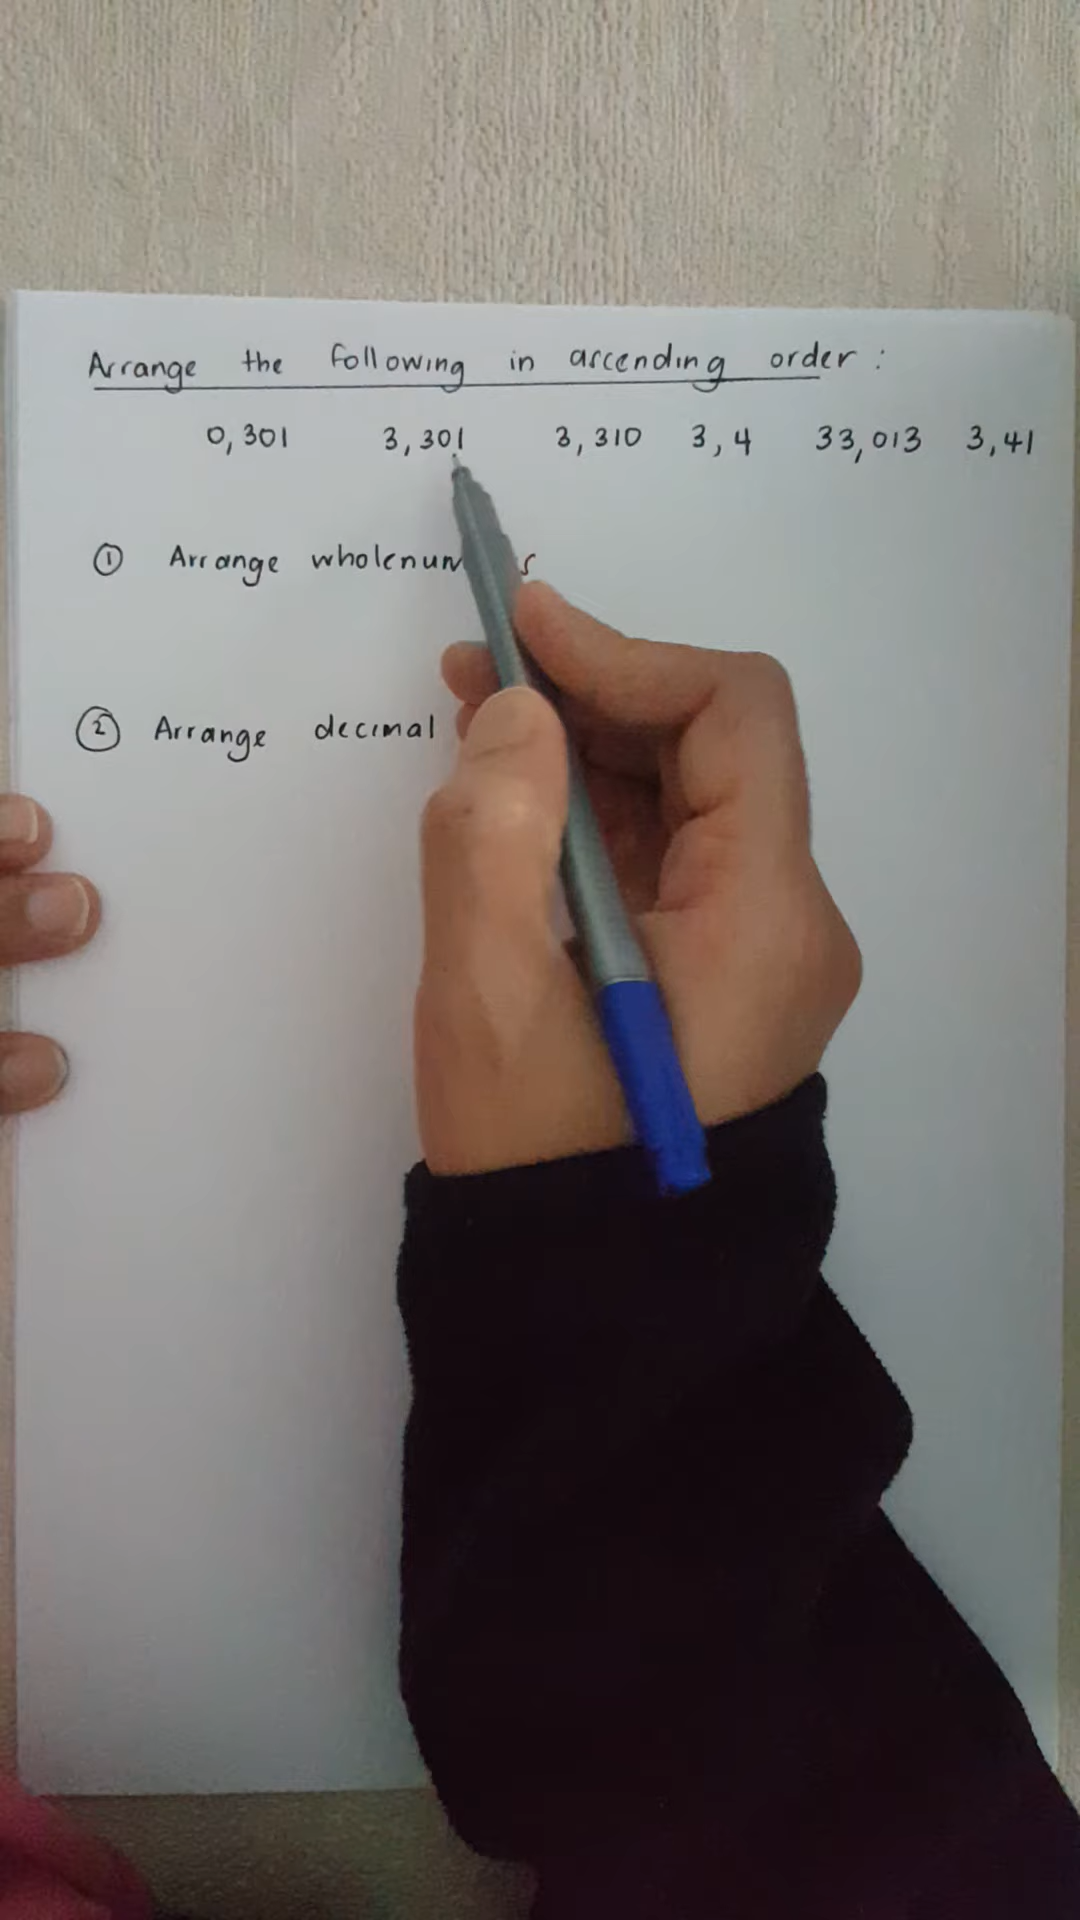 Arrange the following in ascending order :
0,301 3,301 3,310 3,4 33,013 3,41
① Arrange
② Arrange decimal